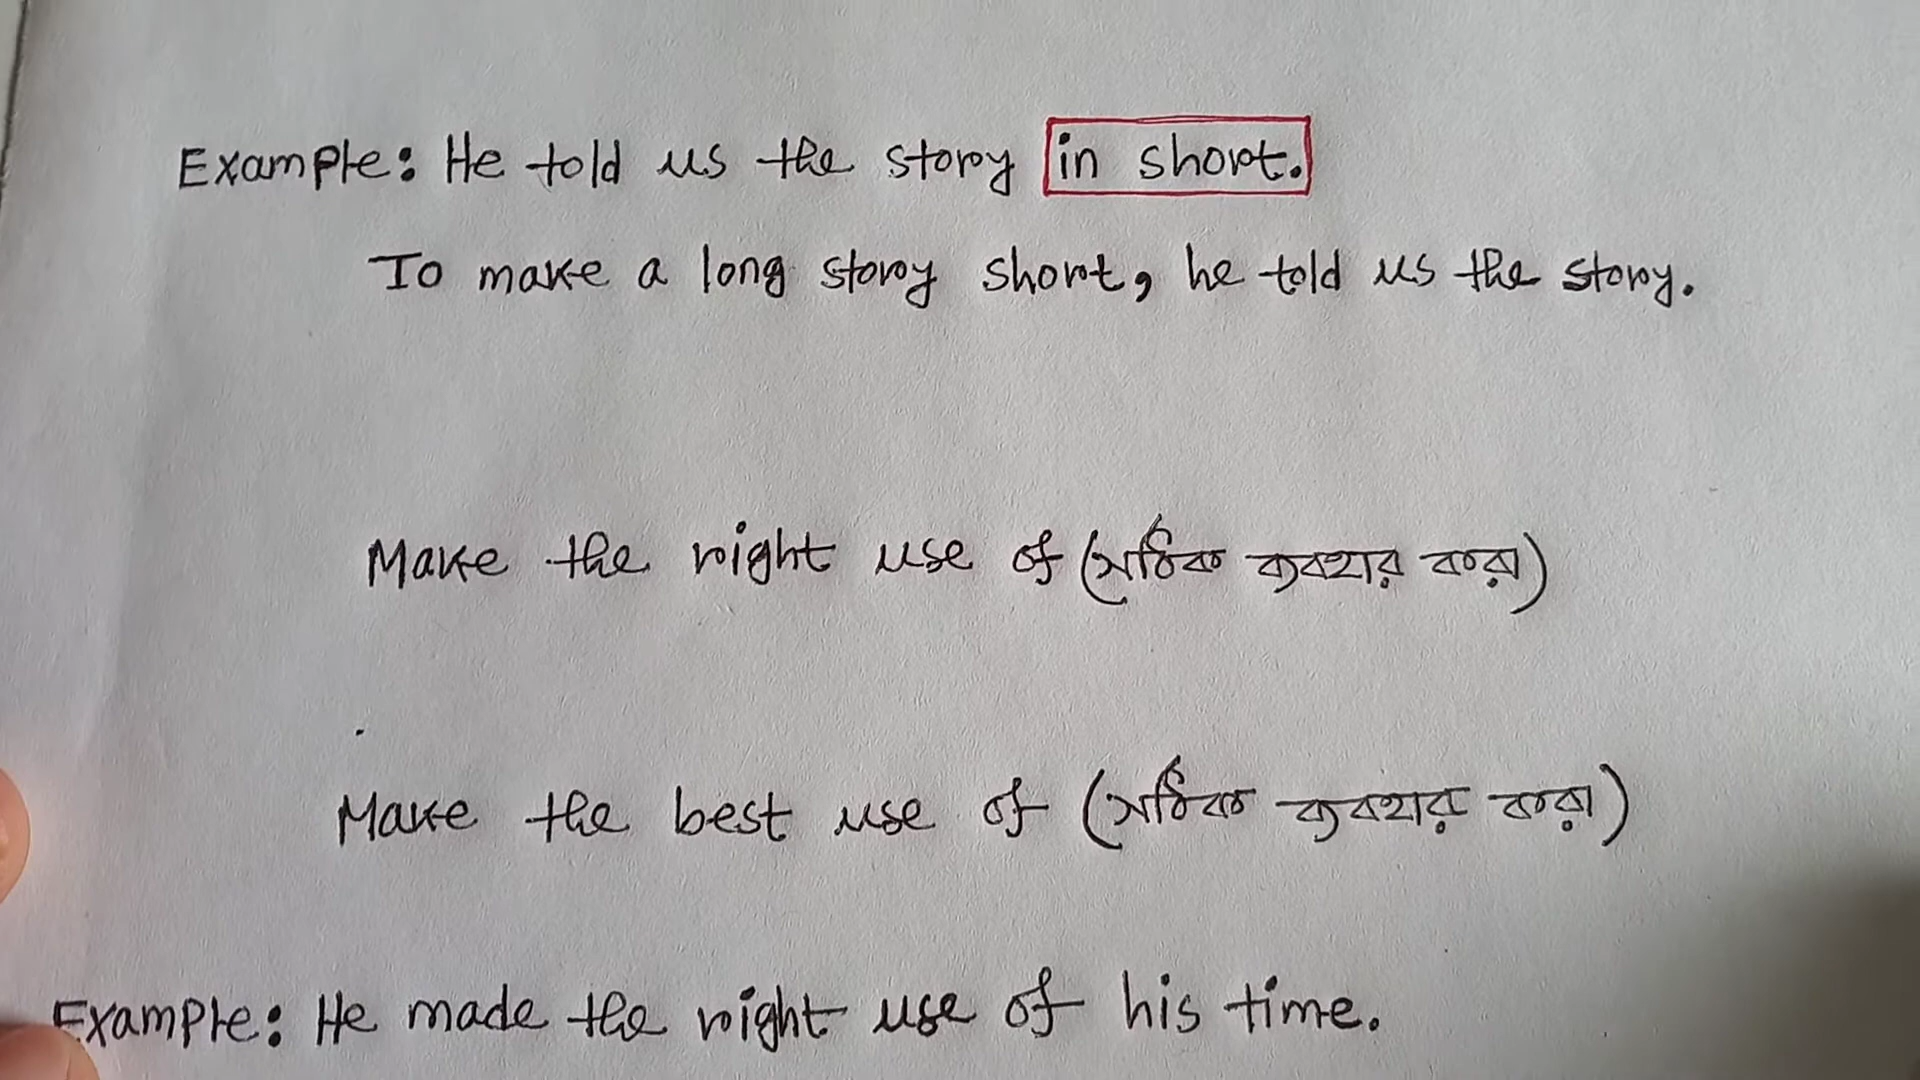 Example: He told us the story in short.
To make a long story short, he told us the story.
Make the right use of (সঠিক ব্যবহার করা)
Make the best use of (সঠিক ব্যবহার করা)
Example: He made the right use of his time.